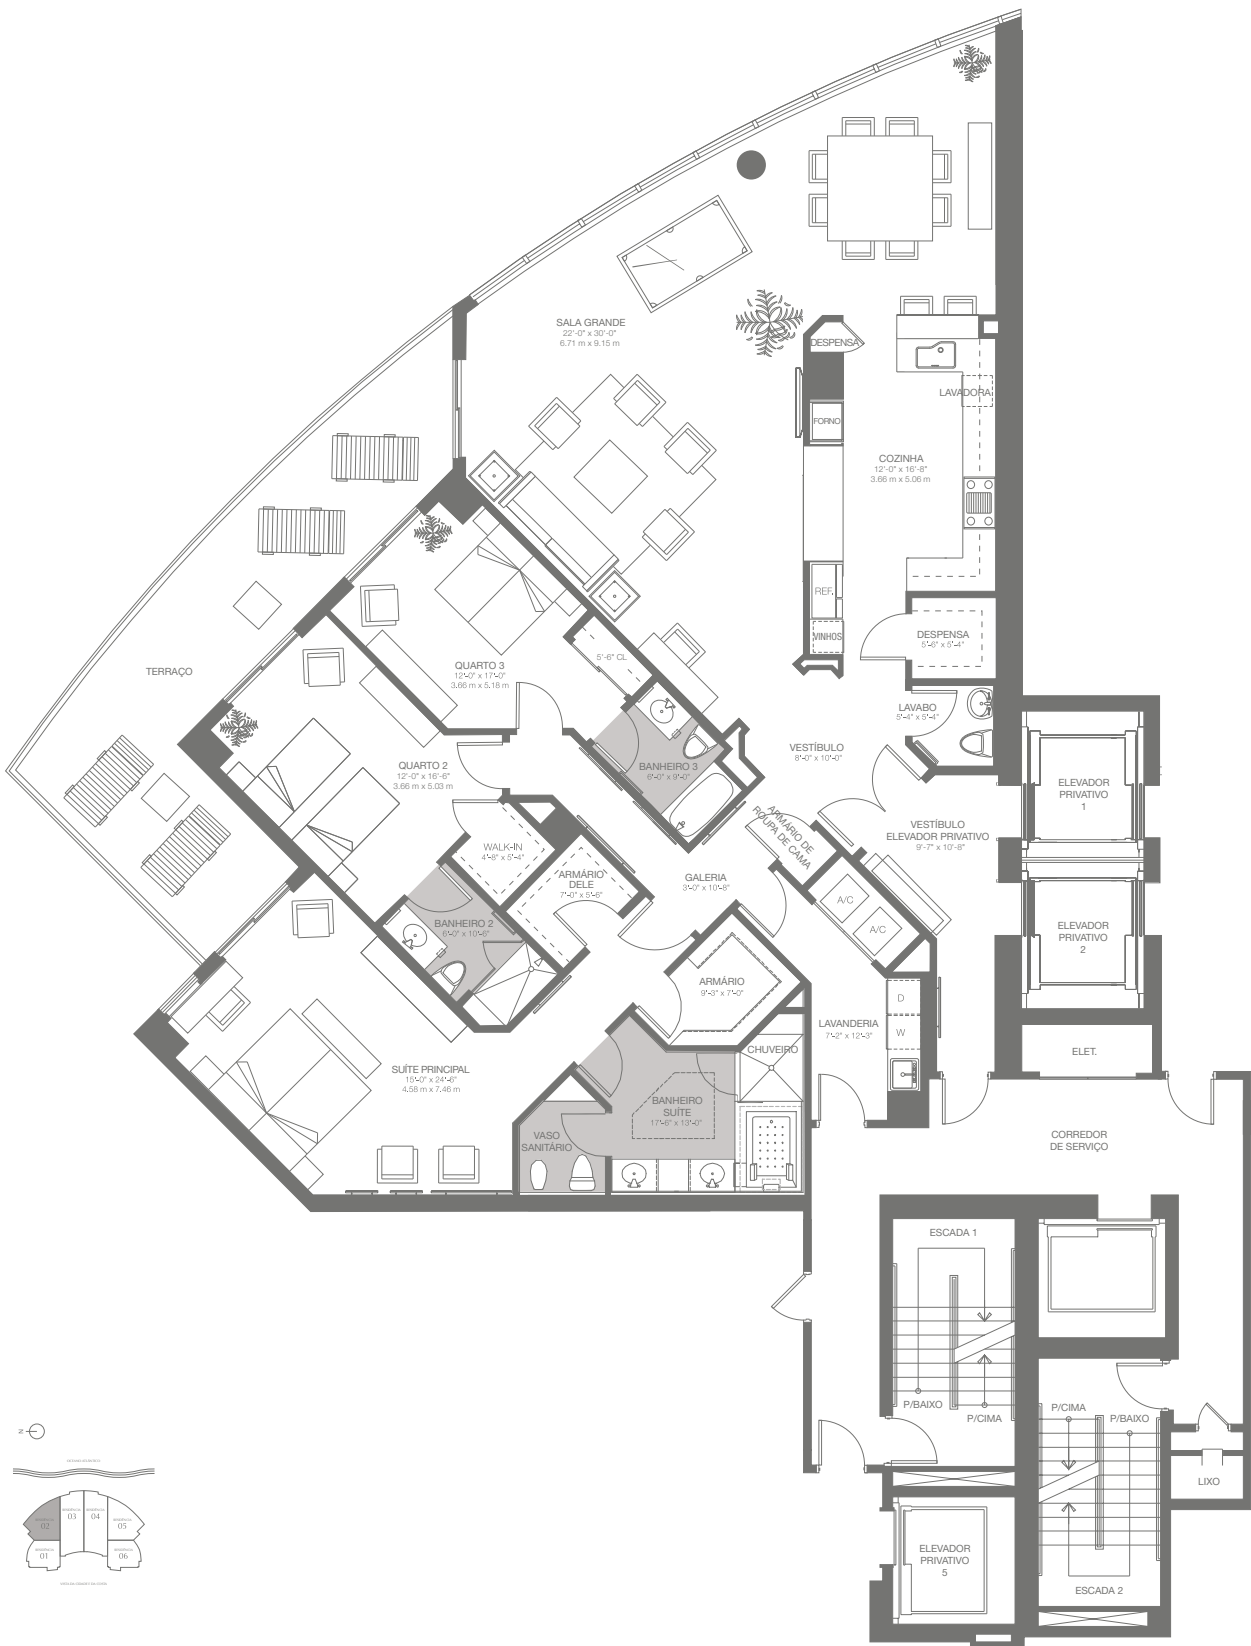 SALA GRANDE
22'-0" x 30'-0"
6.71 m x 9.15 m
DESPENSA
LAVADORA
FORNO
COZINHA
12'-0" x 16'-8"
3.66 m x 5.06 m
REF.
VINHOS
DESPENSA
5'-6" x 5'-4"
LAVABO
5'-4" x 5'-4"
TERRAÇO
QUARTO 3
12'-0" x 17'-0"
3.66 m x 5.18 m
5'-6" CL.
VESTÍBULO
8'-0" x 10'-0"
BANHEIRO 3
6'-0" x 9'-0"
QUARTO 2
12'-0" x 16'-6"
3.66 m x 5.03 m
ELEVADOR
PRIVATIVO
1
VESTÍBULO
ELEVADOR PRIVATIVO
9'-7" x 10'-8"
ARMÁRIO DE
ROUPA DE CAMA
WALK-IN
4'-8" x 5'-4"
ARMÁRIO
DELE
7'-0" x 5'-6"
GALERIA
3'-0" x 10'-8"
A/C
A/C
BANHEIRO 2
6'-0" x 10'-6"
ELEVADOR
PRIVATIVO
2
ARMÁRIO
9'-3" x 7'-0"
D
W
LAVANDERIA
7'-2" x 12'-3"
CHUVEIRO
ELET.
SUÍTE PRINCIPAL
15'-0" x 24'-6"
4.58 m x 7.46 m
BANHEIRO
SUÍTE
17'-6" x 13'-0"
VASO
SANITÁRIO
CORREDOR
DE SERVIÇO
ESCADA 1
P/BAIXO
P/CIMA
P/CIMA
P/BAIXO
LIXO
ELEVADOR
PRIVATIVO
5
ESCADA 2
N
02
03
04
05
01
06